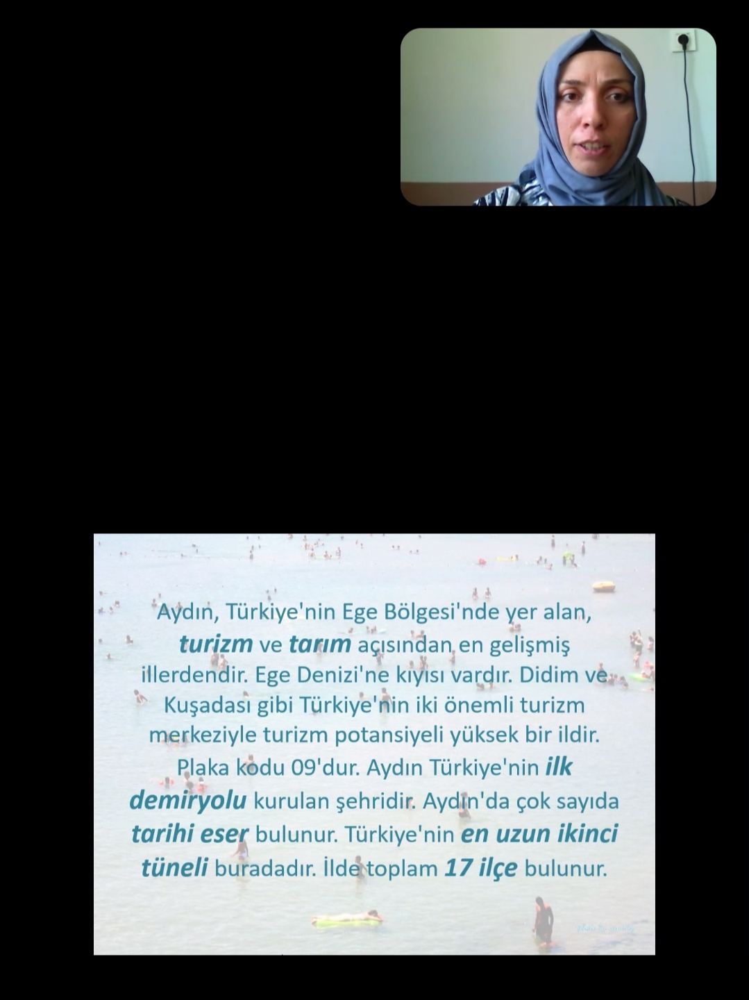 Aydın, Türkiye'nin Ege Bölgesi'nde yer alan,
turizm ve tarım açısından en gelişmiş
illerdendir. Ege Denizi'ne kıyısı vardır. Didim ve
Kuşadası gibi Türkiye'nin iki önemli turizm
merkeziyle turizm potansiyeli yüksek bir ildir.
Plaka kodu 09'dur. Aydın Türkiye'nin ilk
demiryolu kurulan şehridir. Aydın'da çok sayıda
tarihi eser bulunur. Türkiye'nin en uzun ikinci
tüneli buradadır. İlde toplam 17 ilçe bulunur.